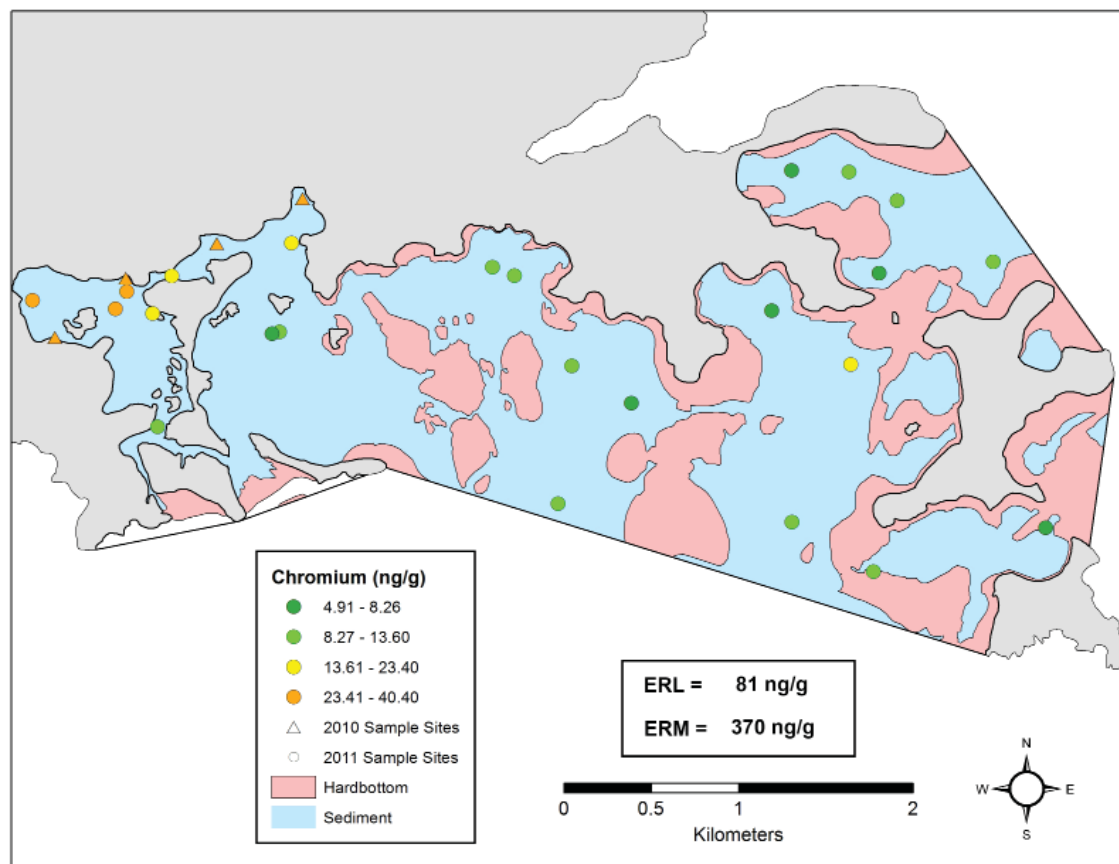 Chromium (ng/g)
4.91 - 8.26
8.27 - 13.60
13.61 - 23.40
23.41 - 40.40
2010 Sample Sites
2011 Sample Sites
Hardbottom
Sediment
ERL = 81 ng/g
ERM = 370 ng/g
0 0.5 1 2
Kilometers
N
W E
S